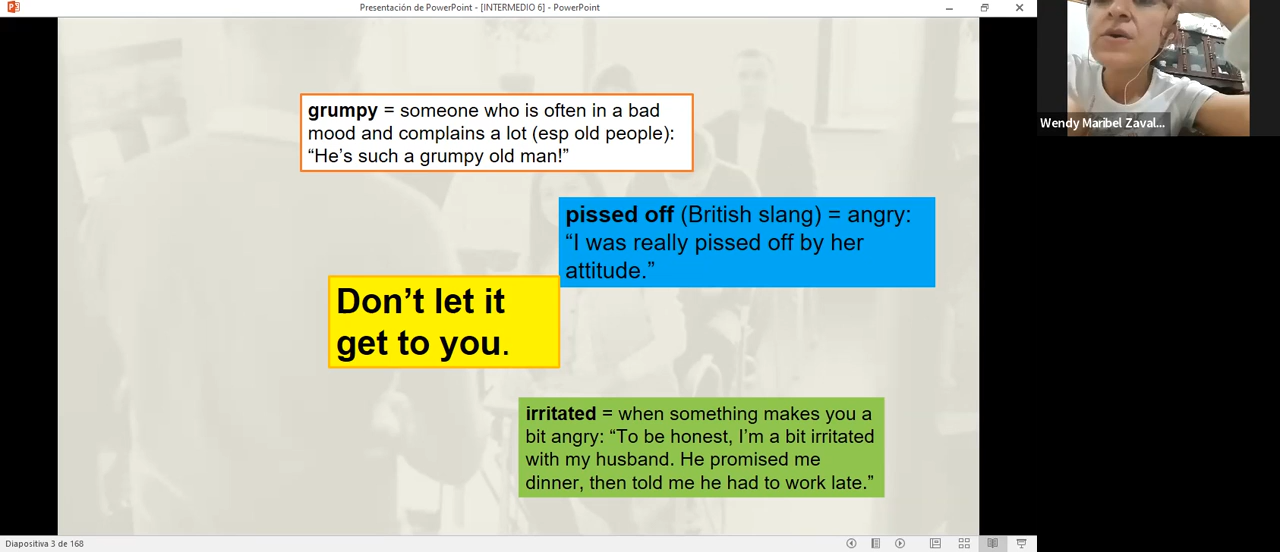 Presentación de PowerPoint - [INTERMEDIO 6] - PowerPoint
grumpy = someone who is often in a bad
mood and complains a lot (esp old people):
“He’s such a grumpy old man!”
pissed off (British slang) = angry:
“I was really pissed off by her
attitude.”
Don’t let it
get to you.
irritated = when something makes you a
bit angry: “To be honest, I’m a bit irritated
with my husband. He promised me
dinner, then told me he had to work late.”
Wendy Maribel Zaval...
Diapositiva 3 de 168